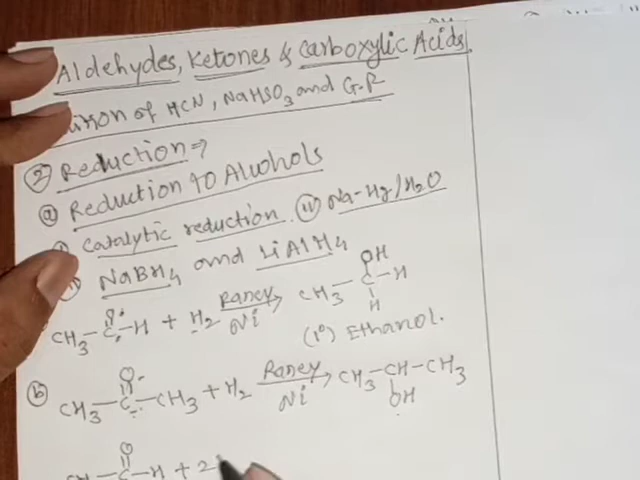 Aldehydes, Ketones & Carboxylic Acids
of HCN, NaHSO3 and G.R
② Reduction ⇒
ⓐ Reduction to Alcohols
Catalytic reduction. (iii) Na-Hg/H2O
NaBH4 and LiAlH4
O OH
CH3-C-H + H2 Raney Ni → CH3-C-H
H
(1°) Ethanol.
ⓑ O
CH3-C-CH3 + H2 Raney Ni → CH3-CH-CH3
OH
O
C-H + 2